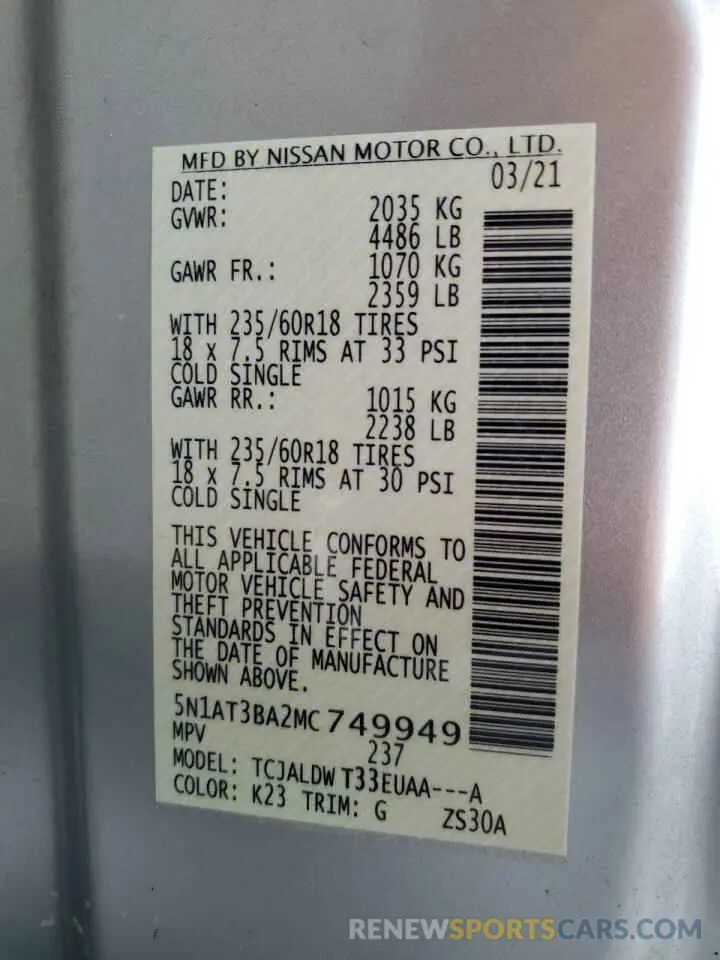 MFD BY NISSAN MOTOR CO., LTD.
DATE: 03/21
GVWR: 2035 KG
4486 LB
GAWR FR.: 1070 KG
2359 LB
WITH 235/60R18 TIRES
18 X 7.5 RIMS AT 33 PSI
COLD SINGLE
GAWR RR.: 1015 KG
2238 LB
WITH 235/60R18 TIRES
18 X 7.5 RIMS AT 30 PSI
COLD SINGLE
THIS VEHICLE CONFORMS TO
ALL APPLICABLE FEDERAL
MOTOR VEHICLE SAFETY AND
THEFT PREVENTION
STANDARDS IN EFFECT ON
THE DATE OF MANUFACTURE
SHOWN ABOVE.
5N1AT3BA2MC749949
MPV 237
MODEL: TCJALDW T33EUAA---A
COLOR: K23 TRIM: G ZS30A
RENEWSPORTSCARS.COM